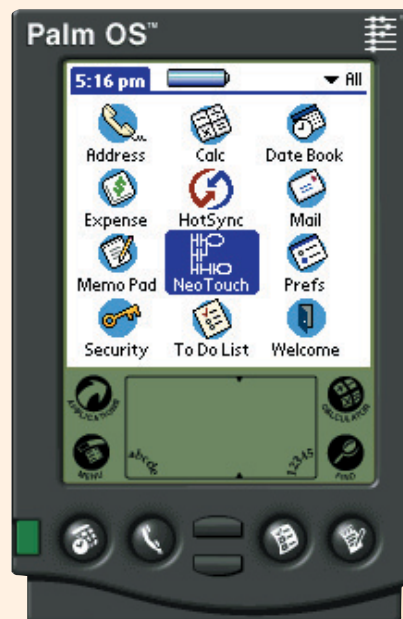 Palm OS™
5:16 pm
All
Address
Calc
Date Book
Expense
HotSync
Mail
Memo Pad
NeoTouch
Prefs
Security
To Do List
Welcome
APPLICATIONS
CALCULATOR
MENU
abcde
12345
FIND